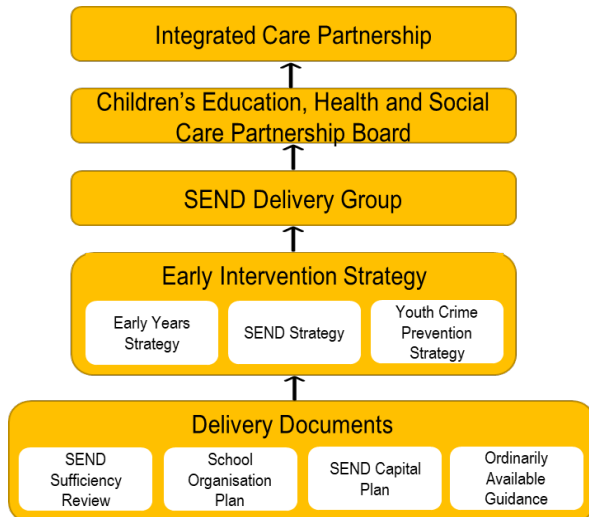 Integrated Care Partnership
Children’s Education, Health and Social
Care Partnership Board
SEND Delivery Group
Early Intervention Strategy
Early Years
Strategy
SEND Strategy
Youth Crime
Prevention
Strategy
Delivery Documents
SEND
Sufficiency
Review
School
Organisation
Plan
SEND Capital
Plan
Ordinarily
Available
Guidance